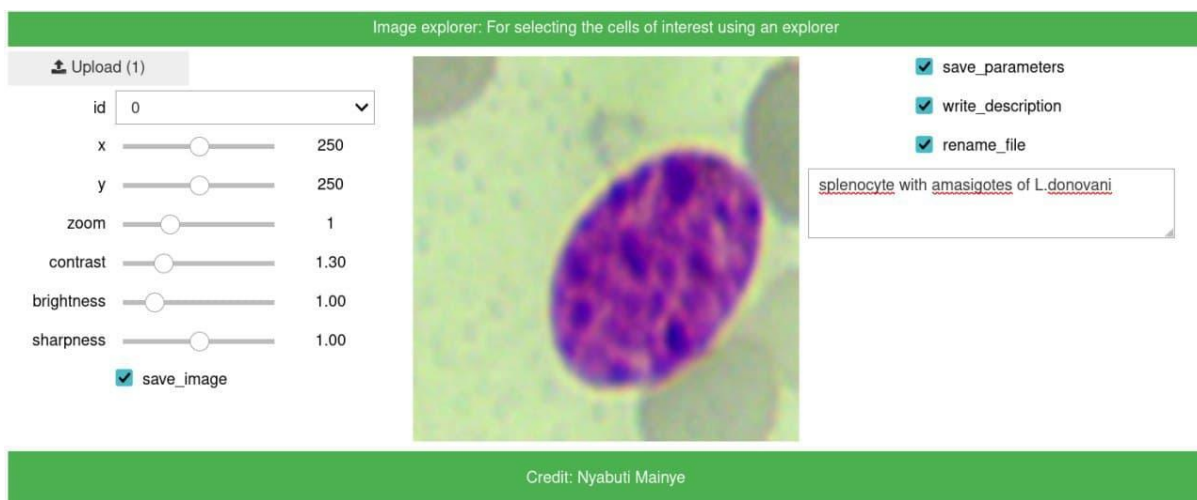 Image explorer: For selecting the cells of interest using an explorer
Upload (1)
id 0
x 250
y 250
zoom 1
contrast 1.30
brightness 1.00
sharpness 1.00
save_image
save_parameters
write_description
rename_file
splenocyte with amasigotes of L.donovani
Credit: Nyabuti Mainye